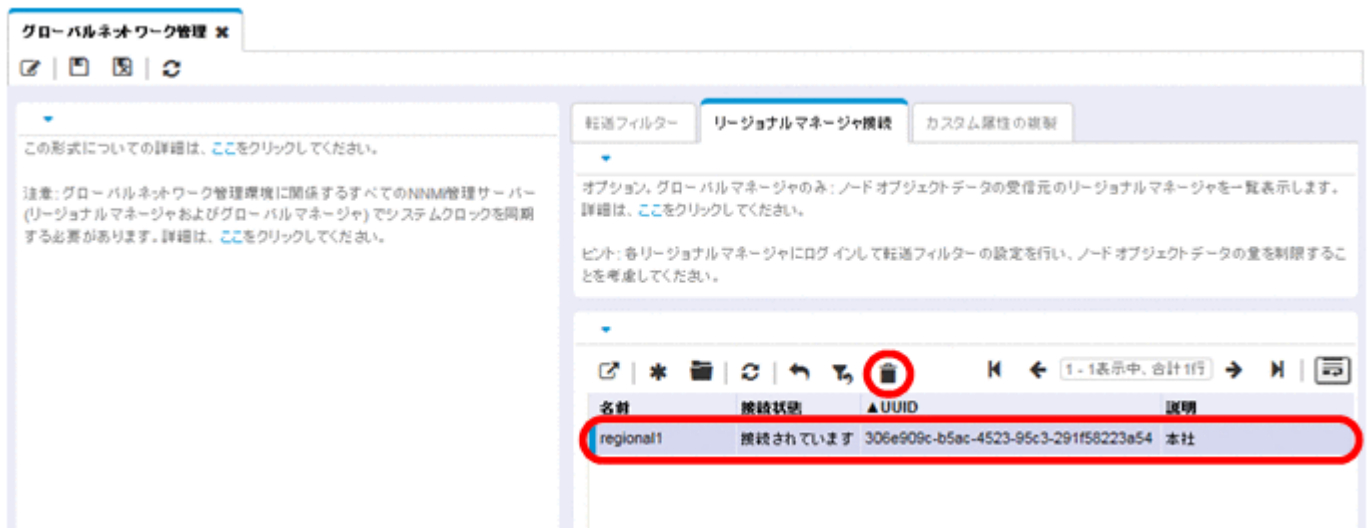 グローバルネットワーク管理
この形式についての詳細は、ここをクリックしてください。
注意: グローバルネットワーク管理環境に関係するすべてのNNMi管理サーバー
(リージョナルマネージャおよびグローバルマネージャ) でシステムクロックを同期
する必要があります。詳細は、ここをクリックしてください。
転送フィルター リージョナルマネージャ接続 カスタム属性の複製
オプション。グローバルマネージャのみ: ノードオブジェクトデータの受信元のリージョナルマネージャを一覧表示します。
詳細は、ここをクリックしてください。
ヒント: 各リージョナルマネージャにログインして転送フィルターの設定を行い、ノードオブジェクトデータの量を制限するこ
とを考慮してください。
1 - 1表示中、合計1行
名前 接続状態 ▲UUID 説明
regional1 接続されています 306e909c-b5ac-4523-95c3-291f58223a54 本社